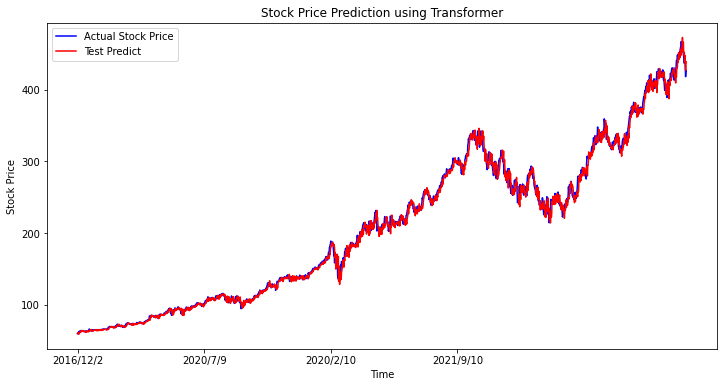 Stock Price Prediction using Transformer
Actual Stock Price
Test Predict
400
300
200
100
Stock Price
2016/12/2
2020/7/9
2020/2/10
2021/9/10
Time